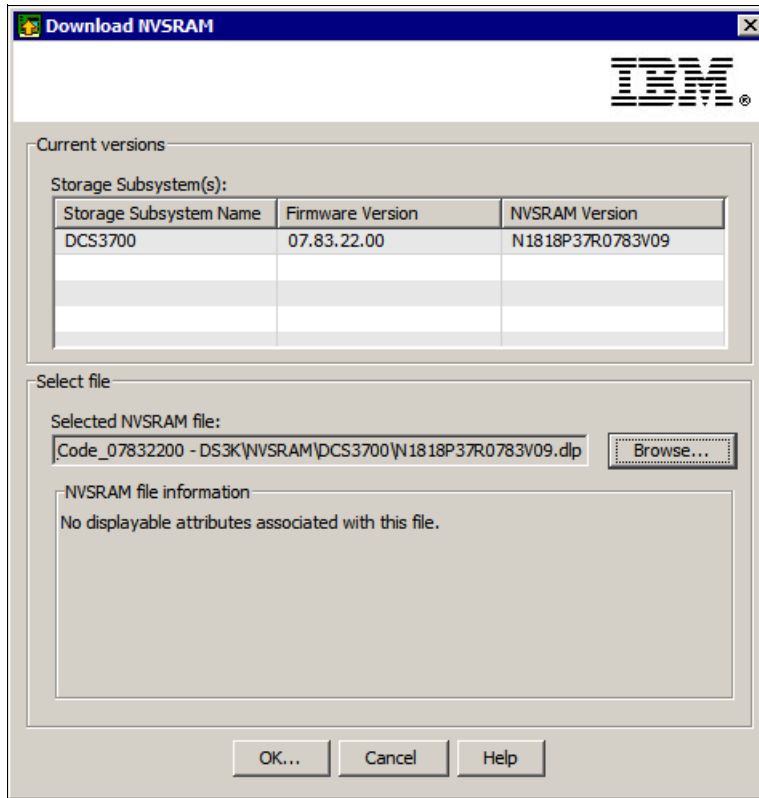 Download NVSRAM
IBM®
Current versions
Storage Subsystem(s):
Storage Subsystem Name Firmware Version NVSRAM Version
DCS3700 07.83.22.00 N1818P37R0783V09
Select file
Selected NVSRAM file:
Code_07832200 - DS3K\NVSRAM\DCS3700\N1818P37R0783V09.dlp Browse...
NVSRAM file information
No displayable attributes associated with this file.
OK... Cancel Help